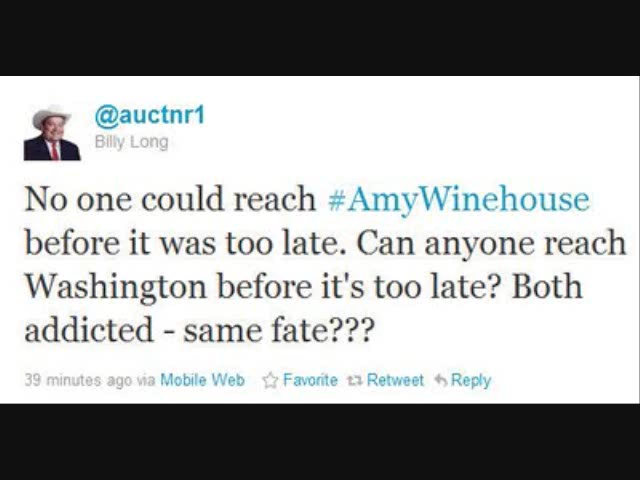 @auctnr1
Billy Long
No one could reach #AmyWinehouse
before it was too late. Can anyone reach
Washington before it's too late? Both
addicted - same fate???
39 minutes ago via Mobile Web Favorite Retweet Reply